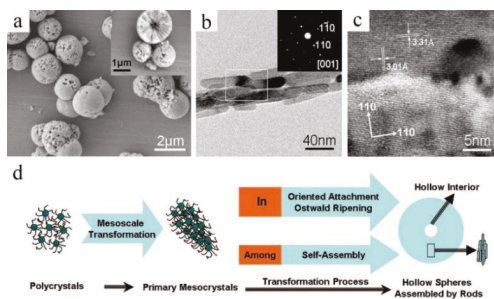 a
1μm
2μm
b
1̄10
-110
[001]
40nm
c
3.31Å
3.01Å
110
110
5nm
d
Mesoscale
Transformation
In
Oriented Attachment
Ostwald Ripening
Among
Self-Assembly
Hollow Interior
Polycrystals
Primary Mesocrystals
Transformation Process
Hollow Spheres
Assembled by Rods